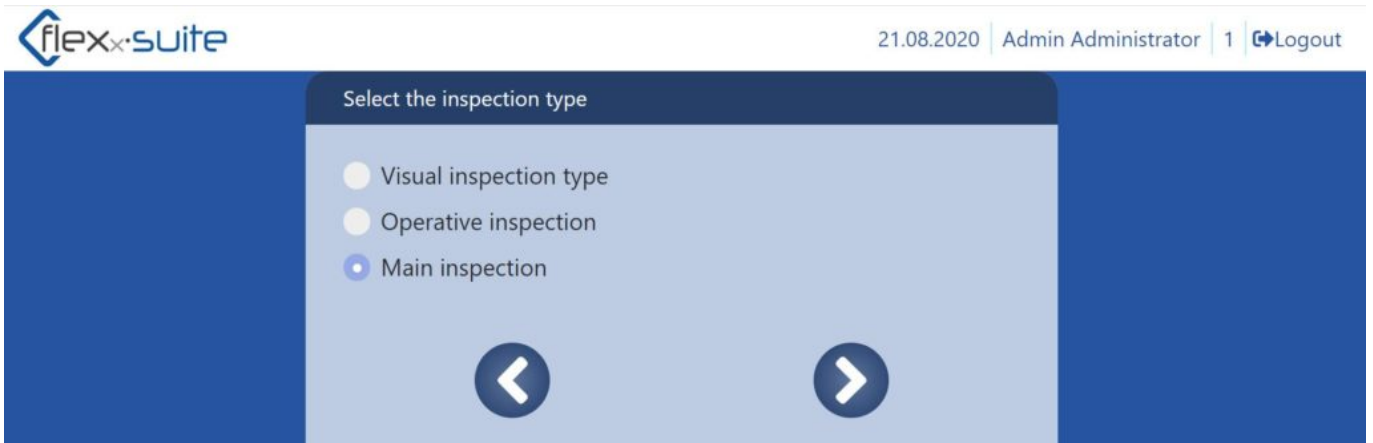 flexx·suite
21.08.2020 Admin Administrator 1 Logout
Select the inspection type
Visual inspection type
Operative inspection
Main inspection